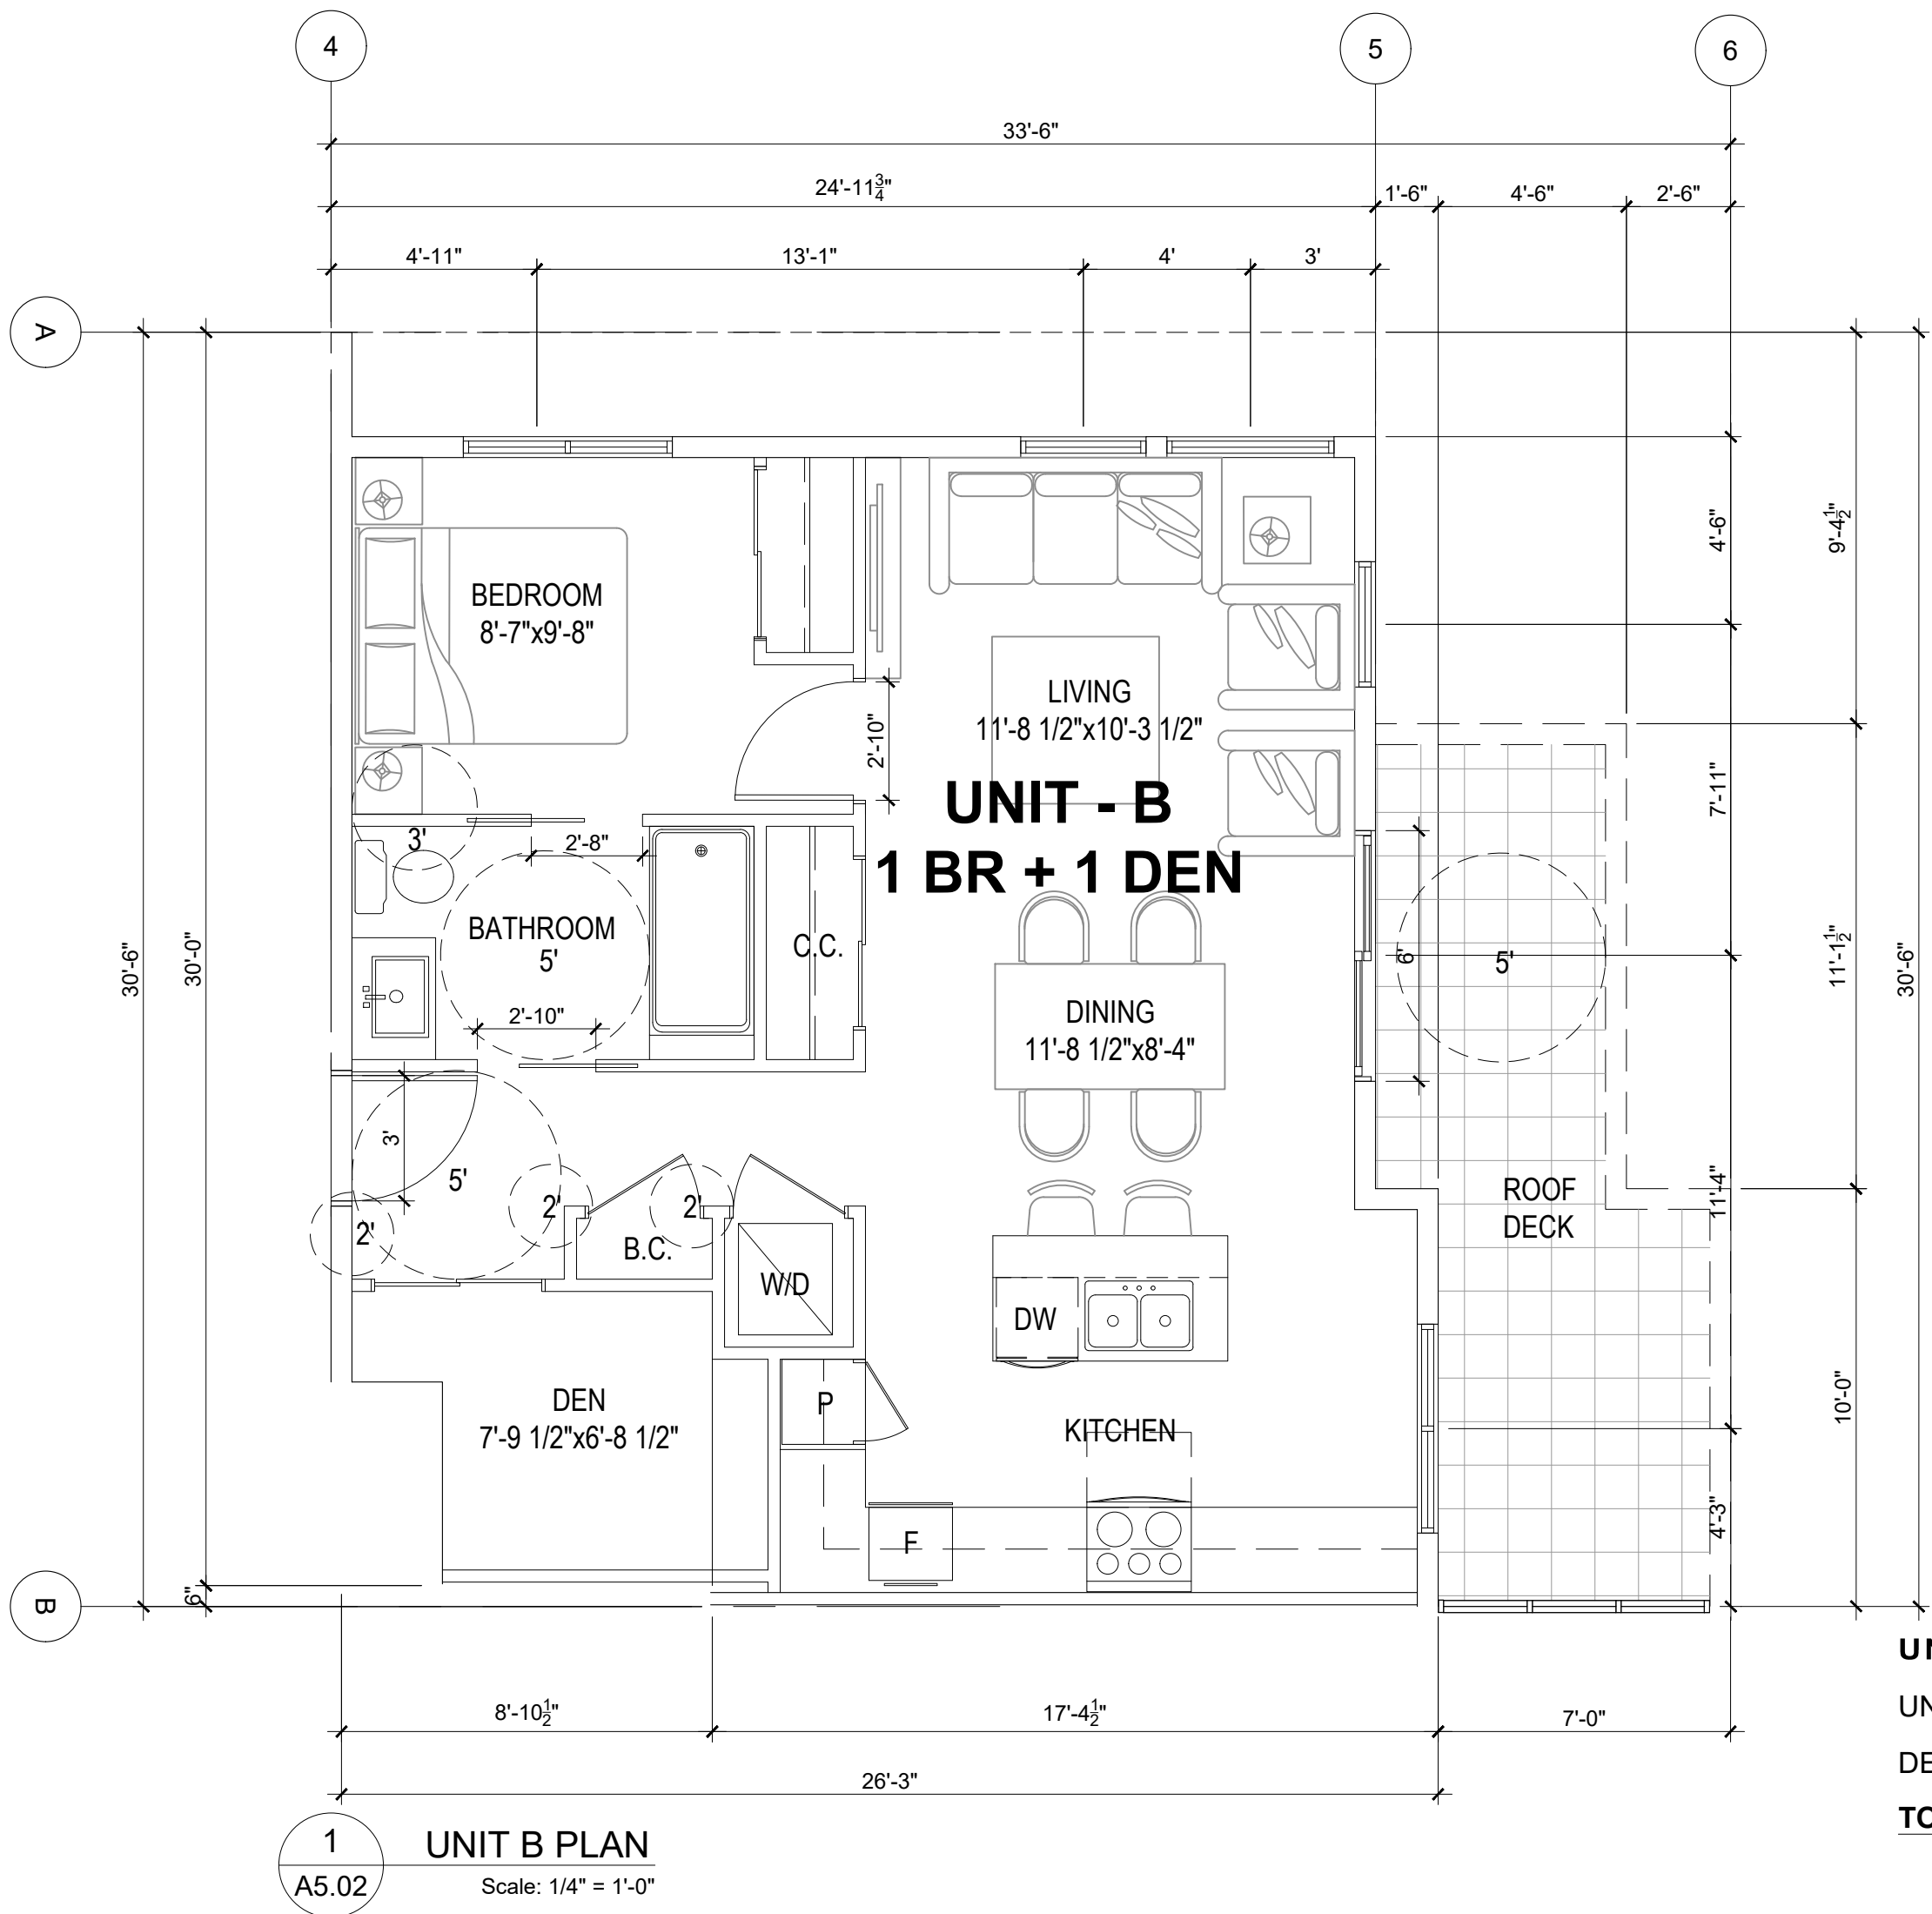 4
5
6
33'-6"
24'-11 3/4"
1'-6"
4'-6"
2'-6"
4'-11"
13'-1"
4'
3'
A
BEDROOM
8'-7"x9'-8"
4'-6"
9'-4 1/2"
LIVING
11'-8 1/2"x10'-3 1/2"
2'-10"
UNIT - B
1 BR + 1 DEN
7'-11"
3'
2'-8"
BATHROOM
5'
C.C.
6'
5'
30'-6"
30'-0"
11'-1 1/2"
30'-6"
2'-10"
DINING
11'-8 1/2"x8'-4"
3'
5'
2'
2'
2'
B.C.
W/D
ROOF
DECK
11'-4"
DW
DEN
7'-9 1/2"x6'-8 1/2"
P
KITCHEN
10'-0"
F
4'-3"
6"
B
8'-10 1/2"
17'-4 1/2"
7'-0"
26'-3"
1
A5.02
UNIT B PLAN
Scale: 1/4" = 1'-0"